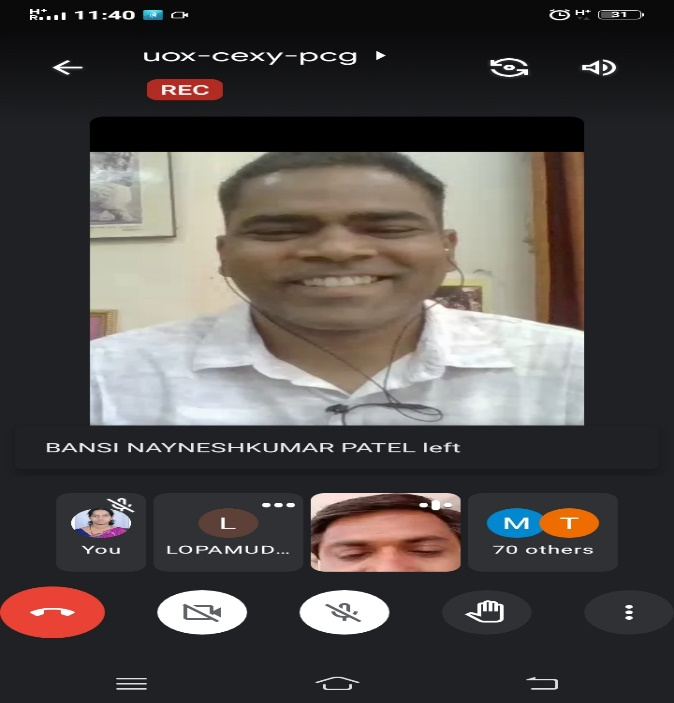 H+
R 11:40 H+ 31
uox-cexy-pcg
REC
BANSI NAYNESHKUMAR PATEL left
L M T
You LOPAMUD... 70 others